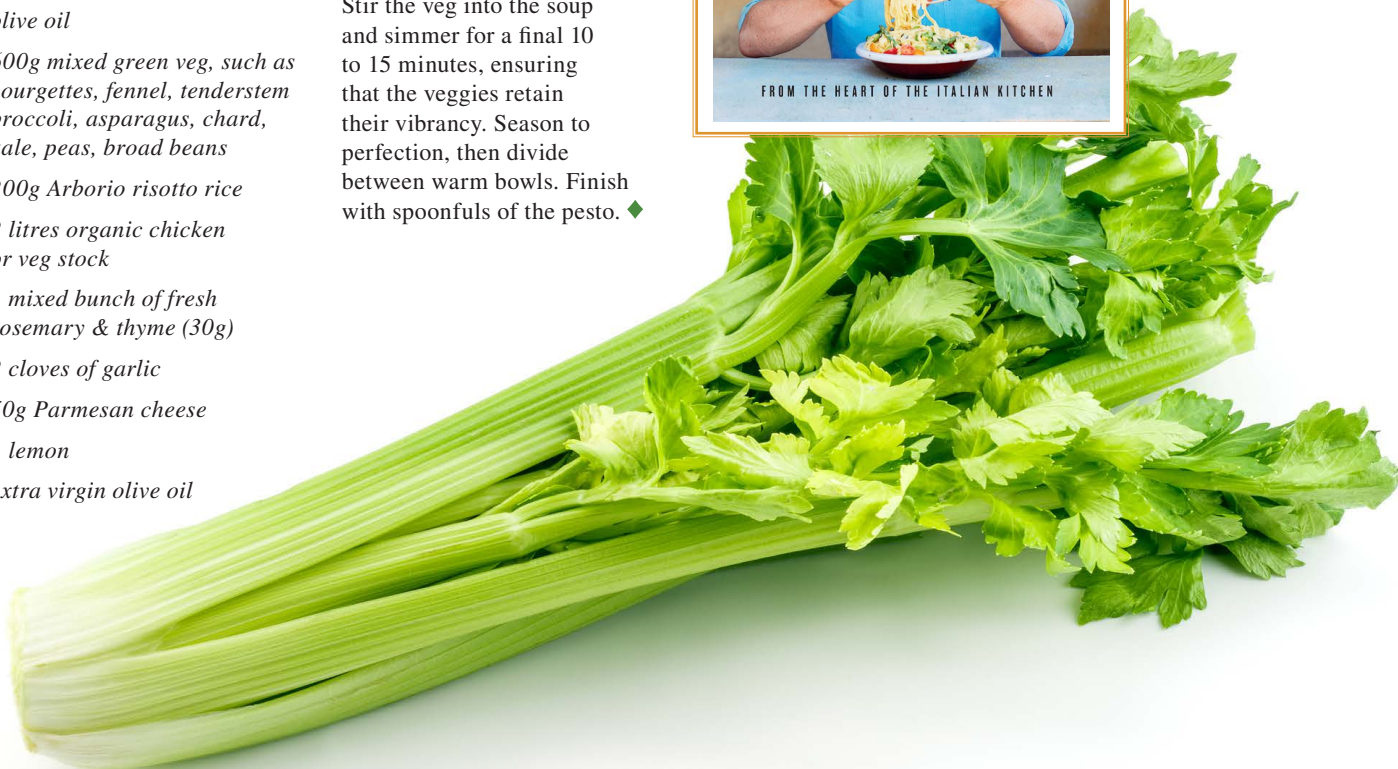 olive oil
00g mixed green veg, such as
ourgettes, fennel, tenderstem
broccoli, asparagus, chard,
ale, peas, broad beans
00g Arborio risotto rice
litres organic chicken
or veg stock
mixed bunch of fresh
osemary & thyme (30g)
cloves of garlic
0g Parmesan cheese
lemon
xtra virgin olive oil
Stir the veg into the soup
and simmer for a final 10
to 15 minutes, ensuring
that the veggies retain
their vibrancy. Season to
perfection, then divide
between warm bowls. Finish
with spoonfuls of the pesto.
FROM THE HEART OF THE ITALIAN KITCHEN